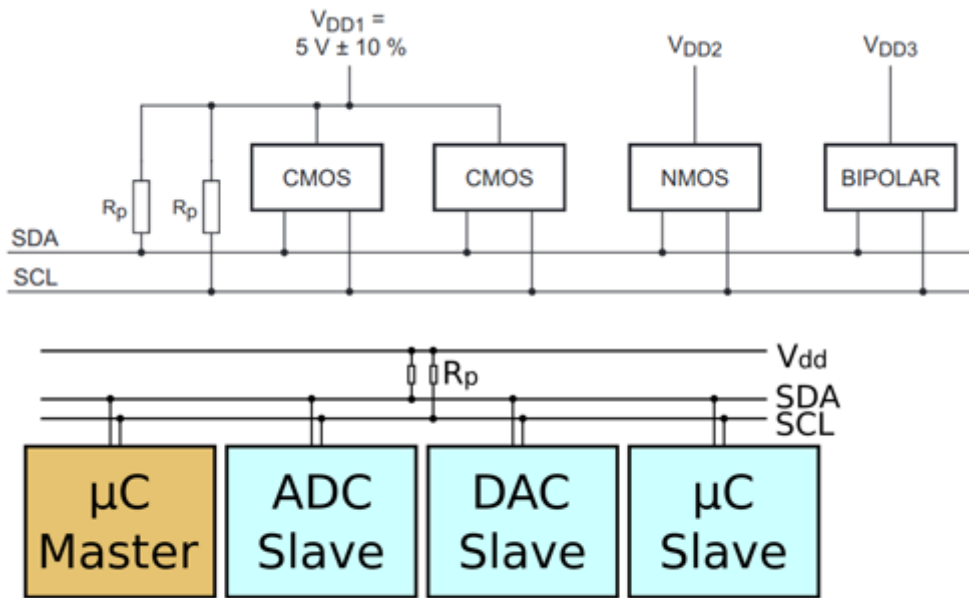 VDD1 =
5 V ± 10 %
VDD2
VDD3
CMOS
CMOS
NMOS
BIPOLAR
Rp
Rp
SDA
SCL
Vdd
Rp
SDA
SCL
µC
Master
ADC
Slave
DAC
Slave
µC
Slave